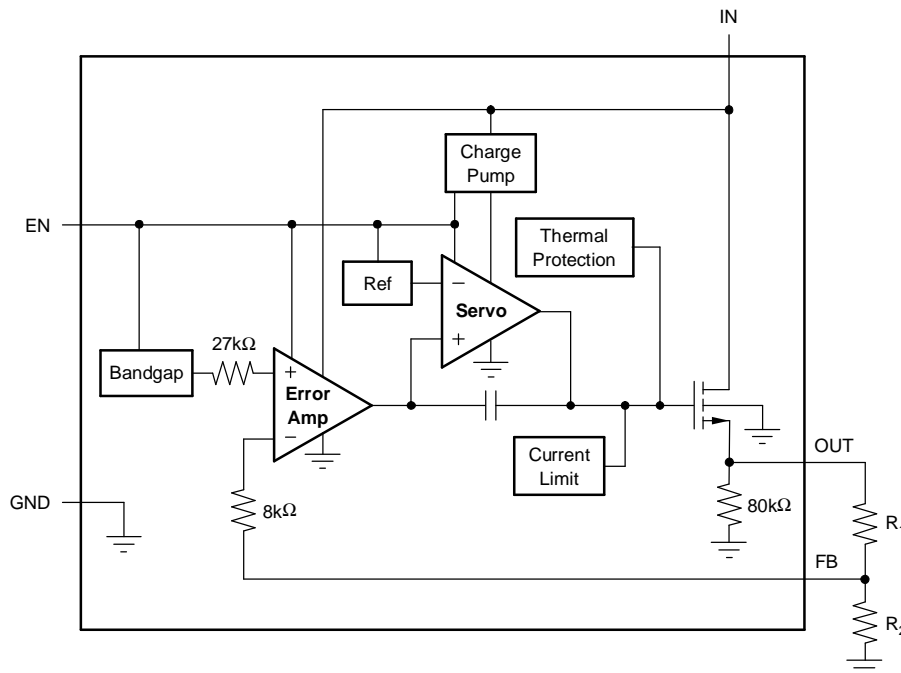 IN
Charge
Pump
EN
Thermal
Protection
Ref
−
Servo
+
27kΩ
Bandgap
+
Error
Amp
−
Current
Limit
OUT
GND
8kΩ
80kΩ
FB